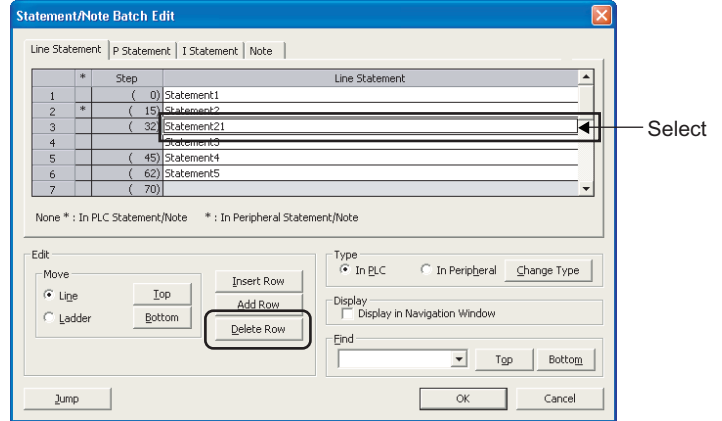 Statement/Note Batch Edit
Line Statement P Statement I Statement Note
* Step Line Statement
1 ( 0) Statement1
2 * ( 15) Statement2
3 ( 32) Statement21
4 Statement3
5 ( 45) Statement4
6 ( 62) Statement5
7 ( 70)
Select
None * : In PLC Statement/Note * : In Peripheral Statement/Note
Edit
Move
Line
Ladder
Top
Bottom
Insert Row
Add Row
Delete Row
Type
In PLC In Peripheral Change Type
Display
Display in Navigation Window
Find
Top Bottom
Jump OK Cancel